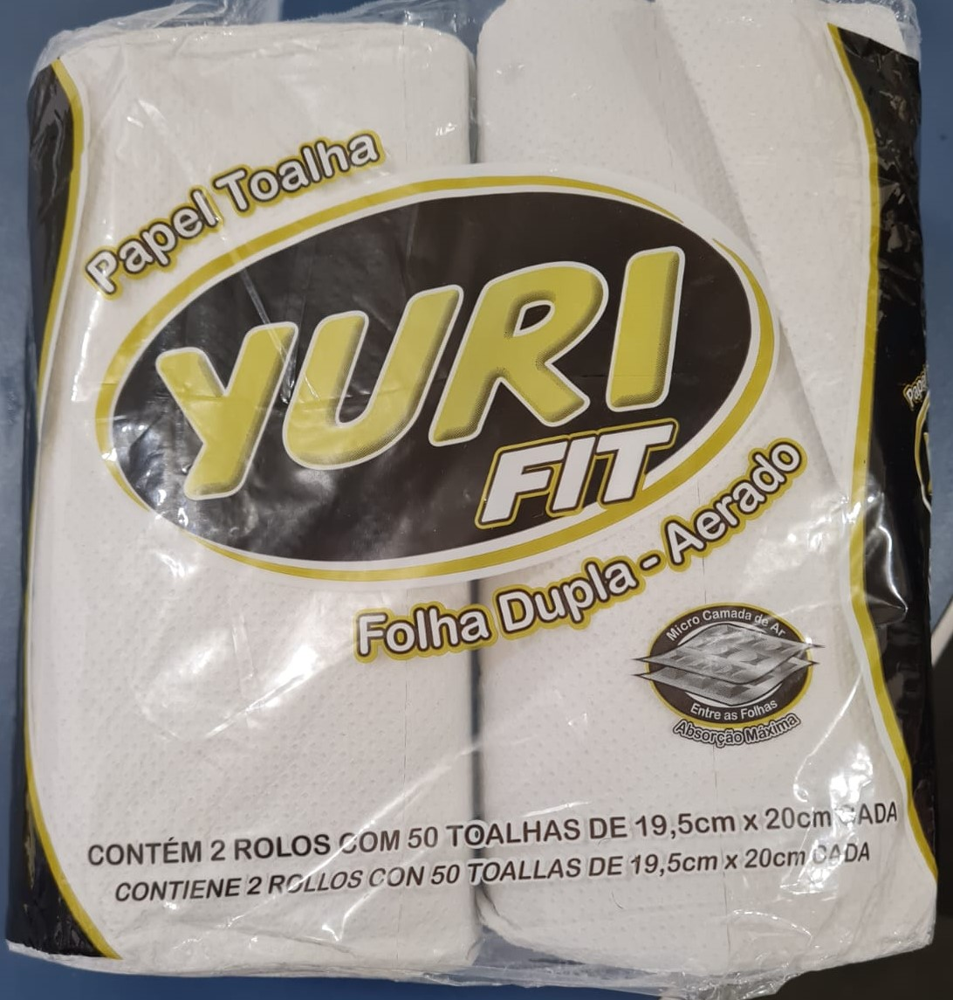 Papel Toalha
YURI
FIT
Folha Dupla - Aerado
Micro Camada de Ar
Entre as Folhas
Absorção Máxima
CONTÉM 2 ROLOS COM 50 TOALHAS DE 19,5cm x 20cm CADA
CONTIENE 2 ROLLOS CON 50 TOALLAS DE 19,5cm x 20cm CADA